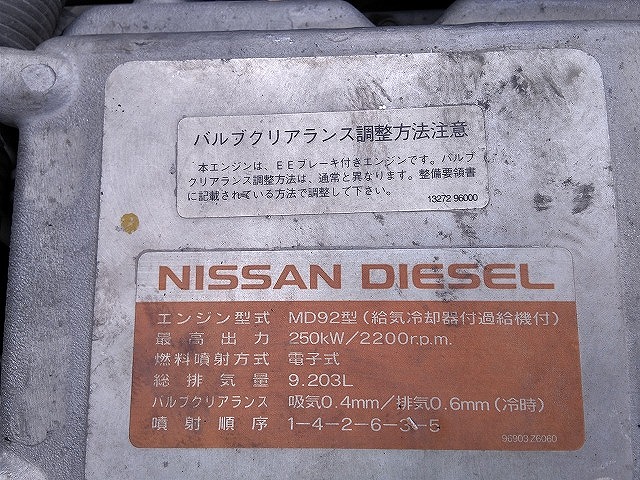 バルブクリアランス調整方法注意
本エンジンは、EEブレーキ付きエンジンです。バルブ
クリアランス調整方法は、通常と異なります。整備要領書
に記載されている方法で調整して下さい。
13272 96000
NISSAN DIESEL
エンジン型式 MD92型(給気冷却器付過給機付)
最高出力 250kW/2200r.p.m.
燃料噴射方式 電子式
総排気量 9.203L
バルブクリアランス 吸気0.4mm/排気0.6mm(冷時)
噴射順序 1-4-2-6-3-5
96903 Z6060